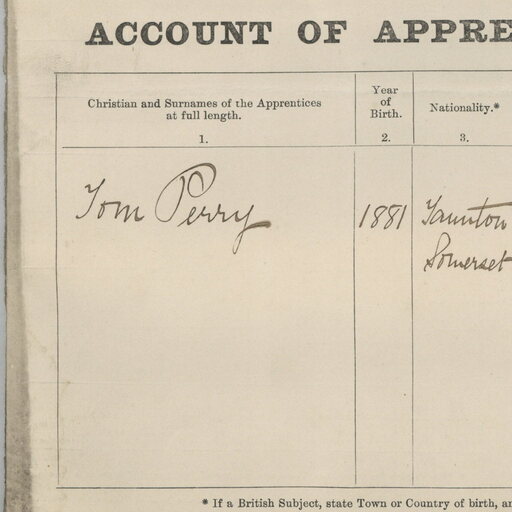 ACCOUNT OF APPRE
Christian and Surnames of the Apprentices
at full length.
1.
Year
of
Birth.
2.
Nationality.*
3.
Tom Perry
1881
Taunton
Somerset
* If a British Subject, state Town or Country of birth, an